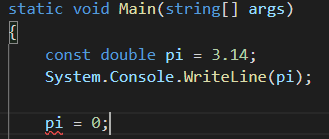 static void Main(string[] args)
{
const double pi = 3.14;
System.Console.WriteLine(pi);
pi = 0;